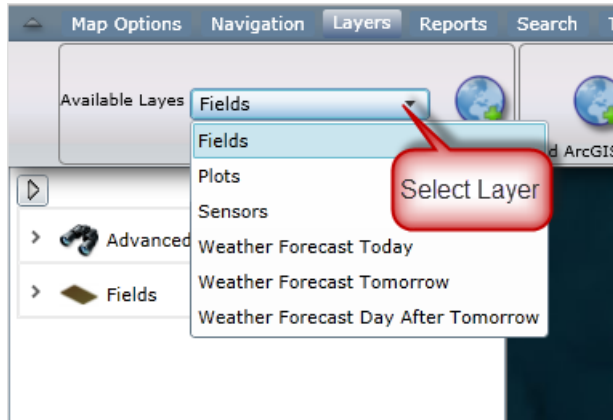 Map Options Navigation Layers Reports Search
Available Layes Fields
Fields
Plots
Sensors
Weather Forecast Today
Weather Forecast Tomorrow
Weather Forecast Day After Tomorrow
Select Layer
ArcGIS
Advanced
Fields